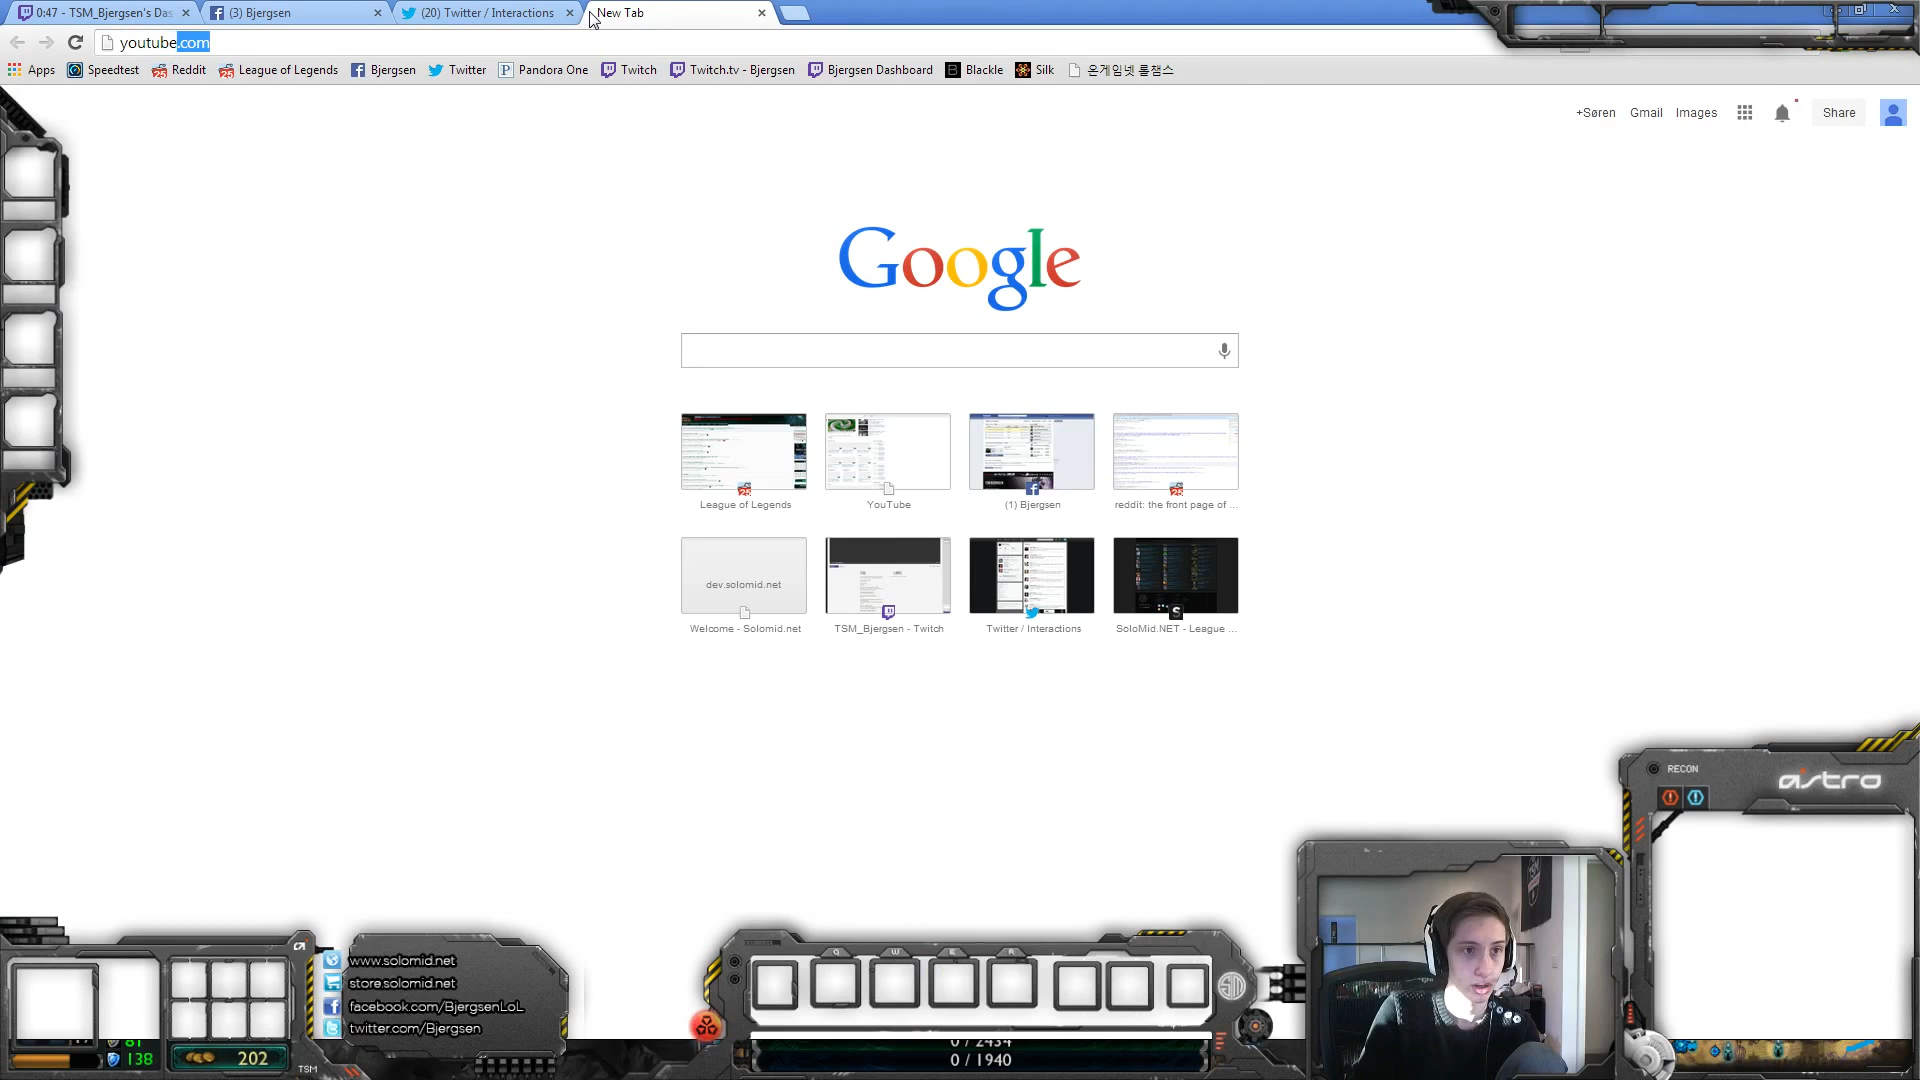 0:47 - TSM_Bjergsen's Das
(3) Bjergsen
(20) Twitter / Interactions
New Tab
youtube.com
Apps
Speedtest
Reddit
League of Legends
Bjergsen
Twitter
Pandora One
Twitch
Twitch.tv - Bjergsen
Bjergsen Dashboard
Blackle
Silk
온게임넷 롤챔스
+Søren
Gmail
Images
Share
Google
League of Legends
YouTube
(1) Bjergsen
reddit: the front page of ...
dev.solomid.net
Welcome - Solomid.net
TSM_Bjergsen - Twitch
Twitter / Interactions
SoloMid.NET - League ...
RECON
astro
www.solomid.net
store.solomid.net
facebook.com/BjergsenLoL
twitter.com/Bjergsen
Q
W
E
R
81
138
202
TSM
0 / 2434
0 / 1940